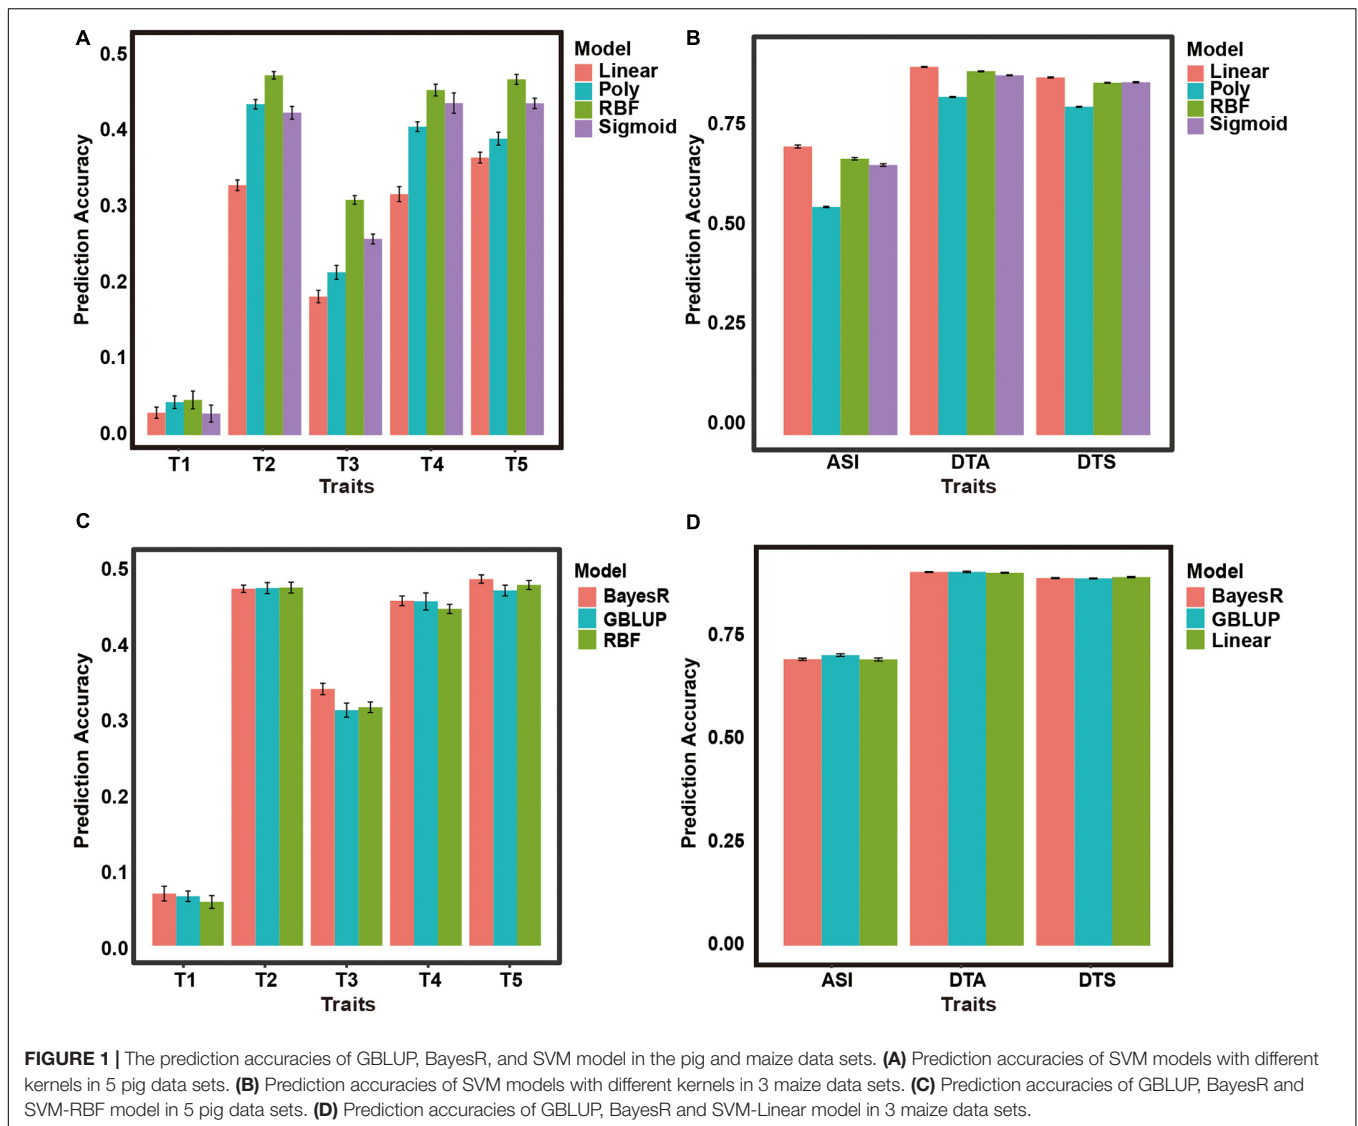 A
0.5
0.4
0.3
0.2
0.1
0.0
Prediction Accuracy
T1 T2 T3 T4 T5
Traits
Model
Linear
Poly
RBF
Sigmoid
B
0.75
0.50
0.25
0.00
Prediction Accuracy
ASI DTA DTS
Traits
Model
Linear
Poly
RBF
Sigmoid
C
0.5
0.4
0.3
0.2
0.1
0.0
Prediction Accuracy
T1 T2 T3 T4 T5
Traits
Model
BayesR
GBLUP
RBF
D
0.75
0.50
0.25
0.00
Prediction Accuracy
ASI DTA DTS
Traits
Model
BayesR
GBLUP
Linear
FIGURE 1 | The prediction accuracies of GBLUP, BayesR, and SVM model in the pig and maize data sets. (A) Prediction accuracies of SVM models with different
kernels in 5 pig data sets. (B) Prediction accuracies of SVM models with different kernels in 3 maize data sets. (C) Prediction accuracies of GBLUP, BayesR and
SVM-RBF model in 5 pig data sets. (D) Prediction accuracies of GBLUP, BayesR and SVM-Linear model in 3 maize data sets.